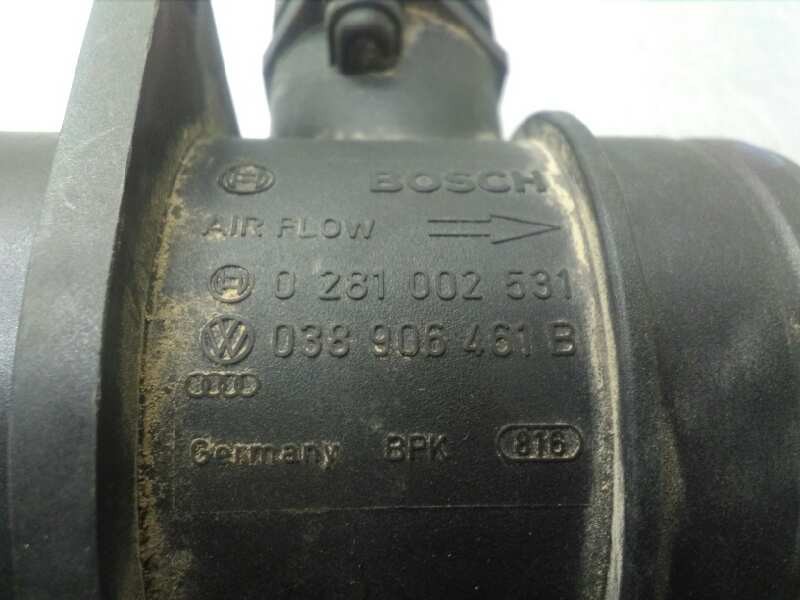 BOSCH
AIR FLOW
0 281 002 531
038 906 461 B
Germany BPK 816